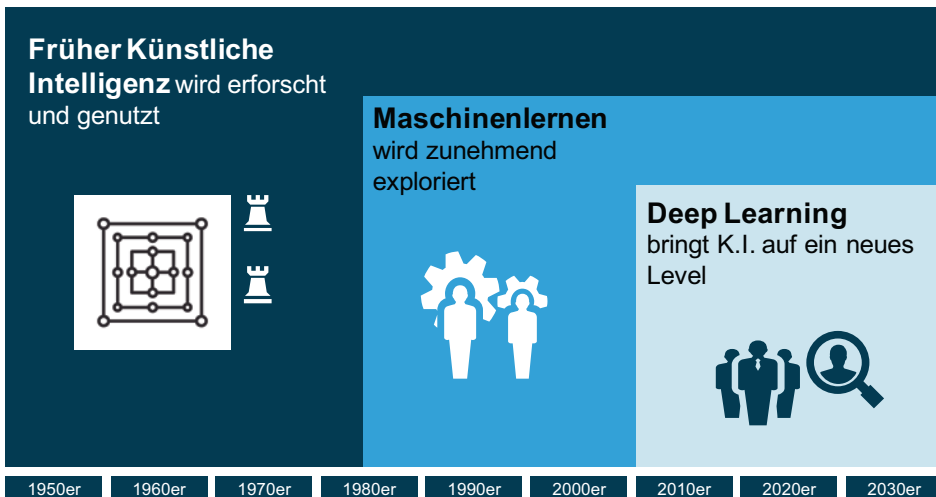 Früher Künstliche
Intelligenz wird erforscht
und genutzt
Maschinenlernen
wird zunehmend
exploriert
Deep Learning
bringt K.I. auf ein neues
Level
1950er 1960er 1970er 1980er 1990er 2000er 2010er 2020er 2030er